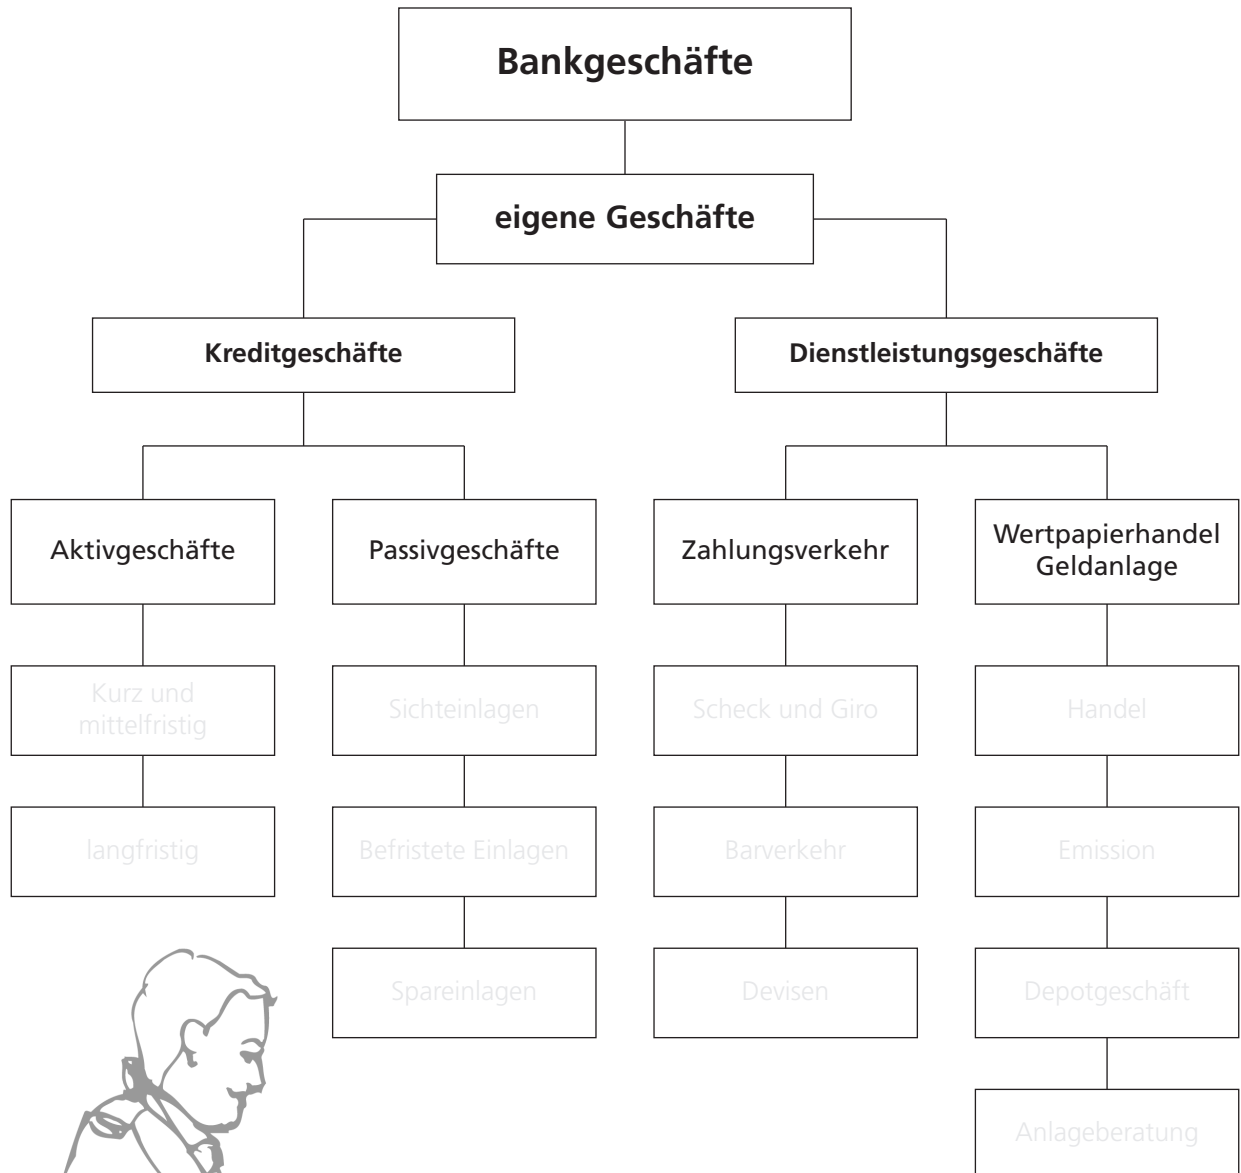 Bankgeschäfte
eigene Geschäfte
Kreditgeschäfte
Dienstleistungsgeschäfte
Aktivgeschäfte
Passivgeschäfte
Zahlungsverkehr
Wertpapierhandel
Geldanlage
Kurz und
mittelfristig
Sichteinlagen
Scheck und Giro
Handel
langfristig
Befristete Einlagen
Barverkehr
Emission
Spareinlagen
Devisen
Depotgeschäft
Anlageberatung